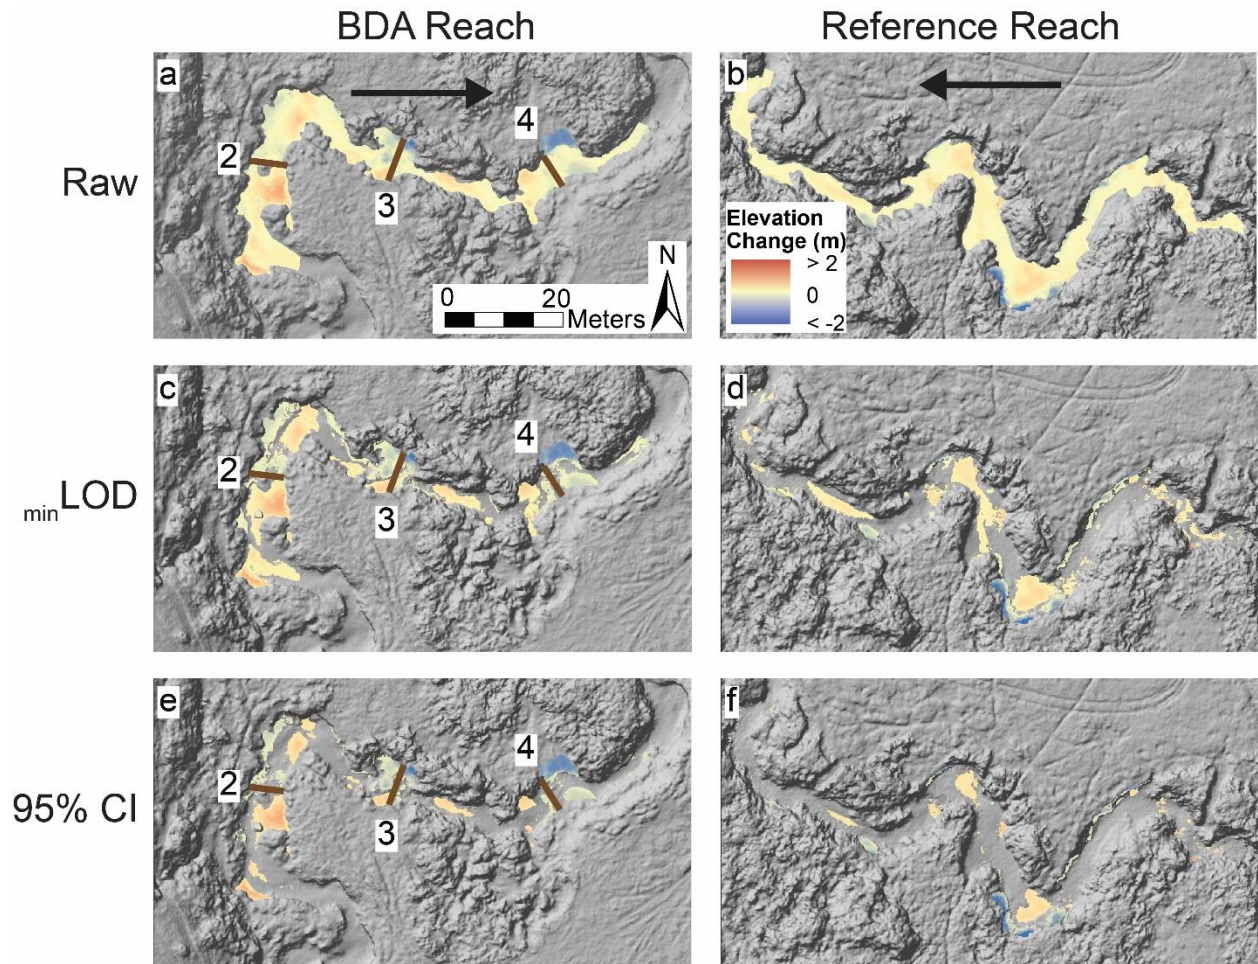 BDA Reach
Reference Reach
Raw
a
2
3
4
N
0 20
Meters
b
Elevation
Change (m)
> 2
0
< -2
minLOD
c
2
3
4
d
95% CI
e
2
3
4
f